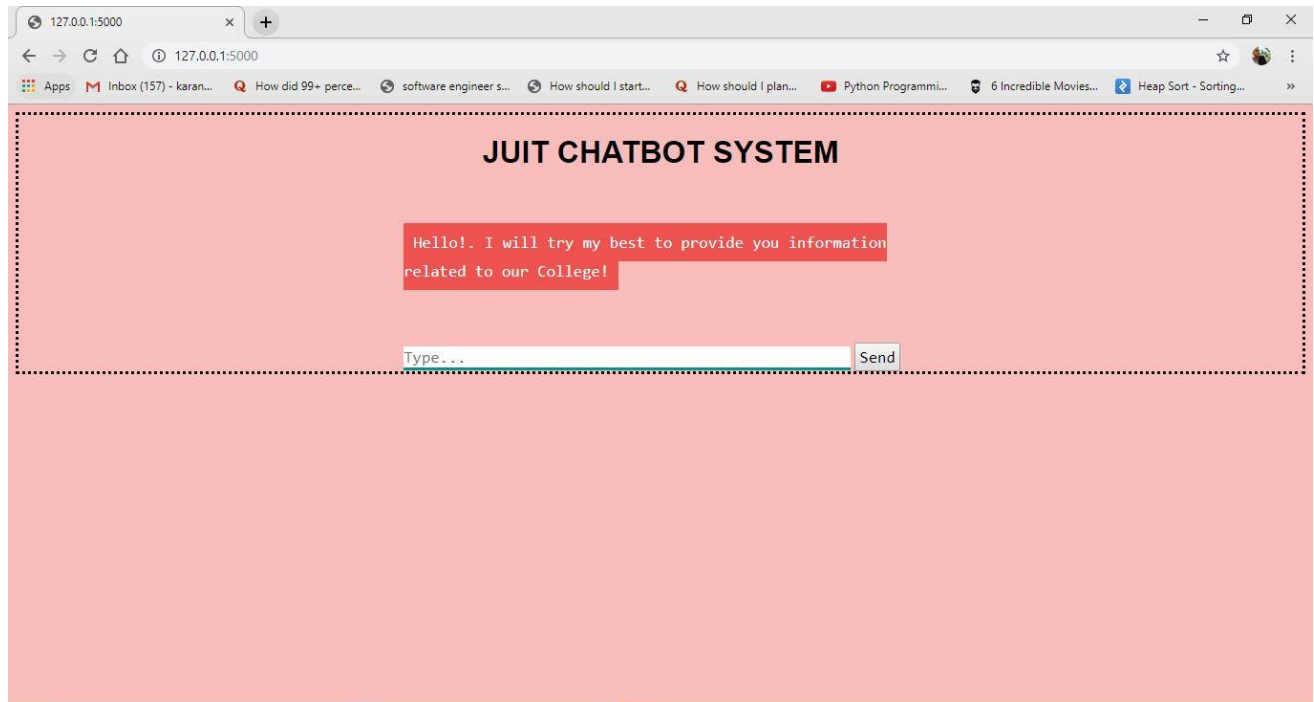 127.0.0.1:5000
127.0.0.1:5000
Apps Inbox (157) - karan... How did 99+ perce... software engineer s... How should I start... How should I plan... Python Programmi... 6 Incredible Movies... Heap Sort - Sorting... »
JUIT CHATBOT SYSTEM
Hello!. I will try my best to provide you information
related to our College!
Type... Send